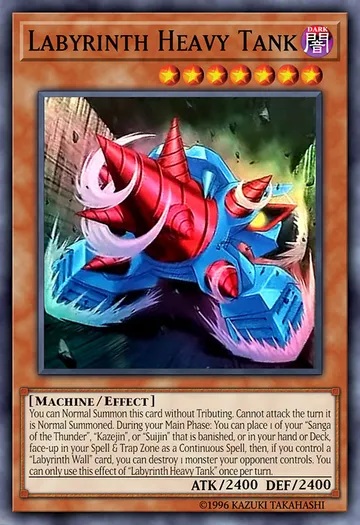 Labyrinth Heavy Tank
DARK
闇
[Machine/Effect]
You can Normal Summon this card without Tributing. Cannot attack the turn it
is Normal Summoned. During your Main Phase: You can place 1 of your "Sanga
of the Thunder", "Kazejin", or "Suijin" that is banished, or in your hand or Deck,
face-up in your Spell & Trap Zone as a Continuous Spell, then, if you control a
"Labyrinth Wall" card, you can destroy 1 monster your opponent controls. You
can only use this effect of "Labyrinth Heavy Tank" once per turn.
ATK/2400 DEF/2400
©1996 KAZUKI TAKAHASHI